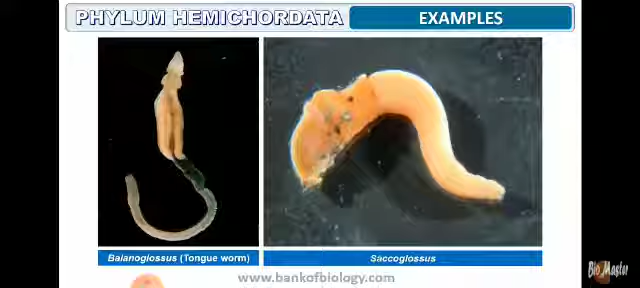 PHYLUM HEMICHORDATA
EXAMPLES
Balanoglossus (Tongue worm)
Saccoglossus
www.bankofbiology.com
Bio Master